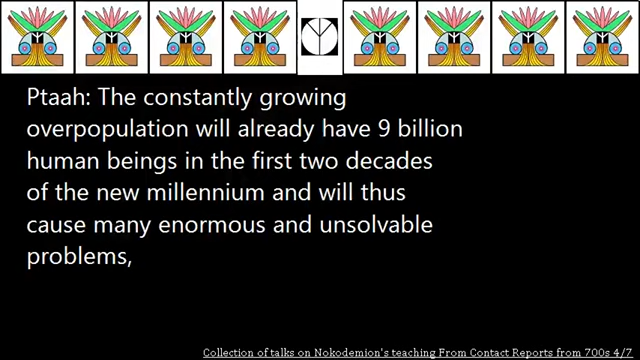 Ptaah: The constantly growing
overpopulation will already have 9 billion
human beings in the first two decades
of the new millennium and will thus
cause many enormous and unsolvable
problems,
Collection of talks on Nokodemion's teaching From Contact Reports from 700s 4/7